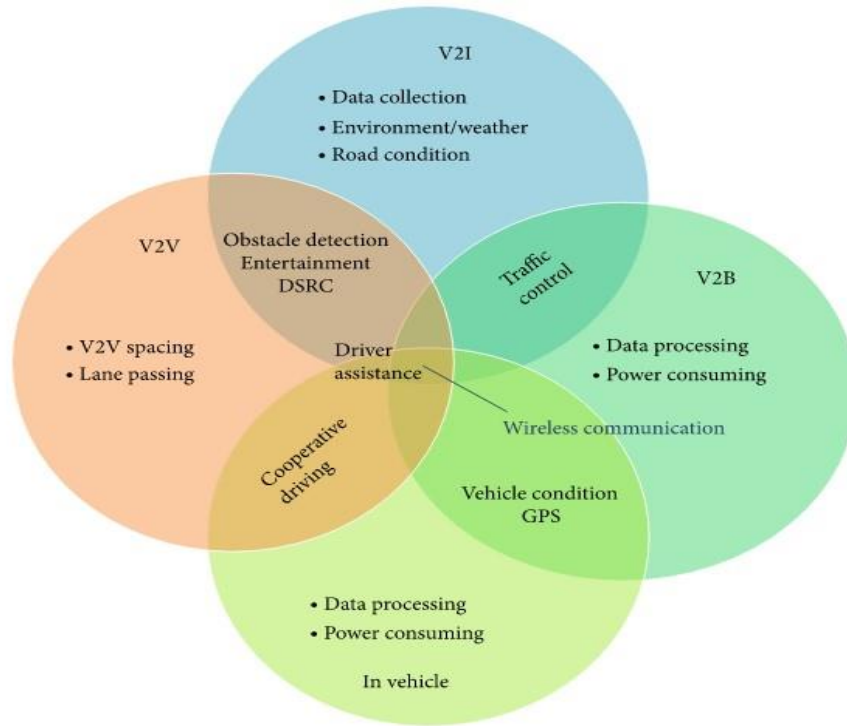 V2I
• Data collection
• Environment/weather
• Road condition
V2V
Obstacle detection
Entertainment
DSRC
Traffic
control
V2B
• V2V spacing
• Lane passing
Driver
assistance
• Data processing
• Power consuming
Wireless communication
Cooperative
driving
Vehicle condition
GPS
• Data processing
• Power consuming
In vehicle